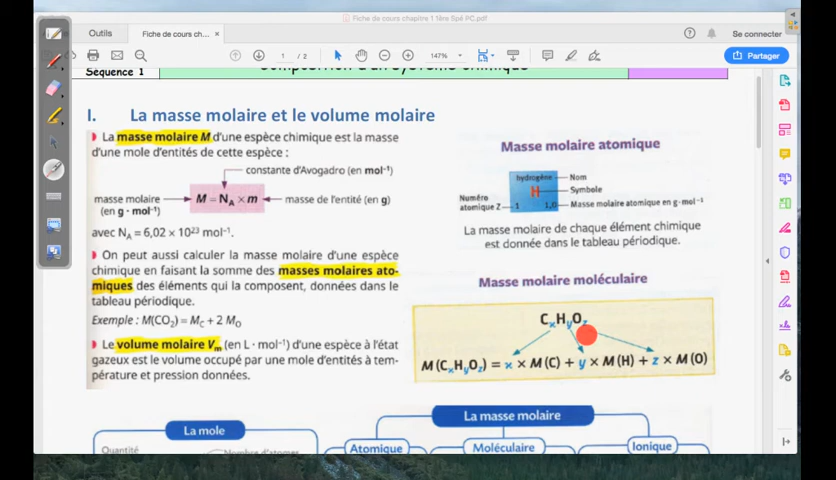 Fiche de cours chapitre 1 1ère Spé PC.pdf
Outils
Fiche de cours ch... ×
Se connecter
1 / 2
147%
Partager
Séquence 1
I. La masse molaire et le volume molaire
La masse molaire M d'une espèce chimique est la masse
d'une mole d'entités de cette espèce :
constante d'Avogadro (en mol⁻¹)
masse molaire
(en g · mol⁻¹)
M = N_A × m
masse de l'entité (en g)
avec N_A = 6,02 × 10²³ mol⁻¹.
On peut aussi calculer la masse molaire d'une espèce
chimique en faisant la somme des masses molaires ato-
miques des éléments qui la composent, données dans le
tableau périodique.
Exemple : M(CO₂) = M_C + 2 M_O
Le volume molaire V_m (en L · mol⁻¹) d'une espèce à l'état
gazeux est le volume occupé par une mole d'entités à tem-
pérature et pression données.
Masse molaire atomique
hydrogène
Nom
H
Symbole
Numéro
atomique Z
1
1,0
Masse molaire atomique en g·mol⁻¹
La masse molaire de chaque élément chimique
est donnée dans le tableau périodique.
Masse molaire moléculaire
CₓH_yO_z
M(CₓH_yO_z) = x × M(C) + y × M(H) + z × M(O)
La mole
Quantité
Nombre d'atomes
La masse molaire
Atomique
Moléculaire
Ionique